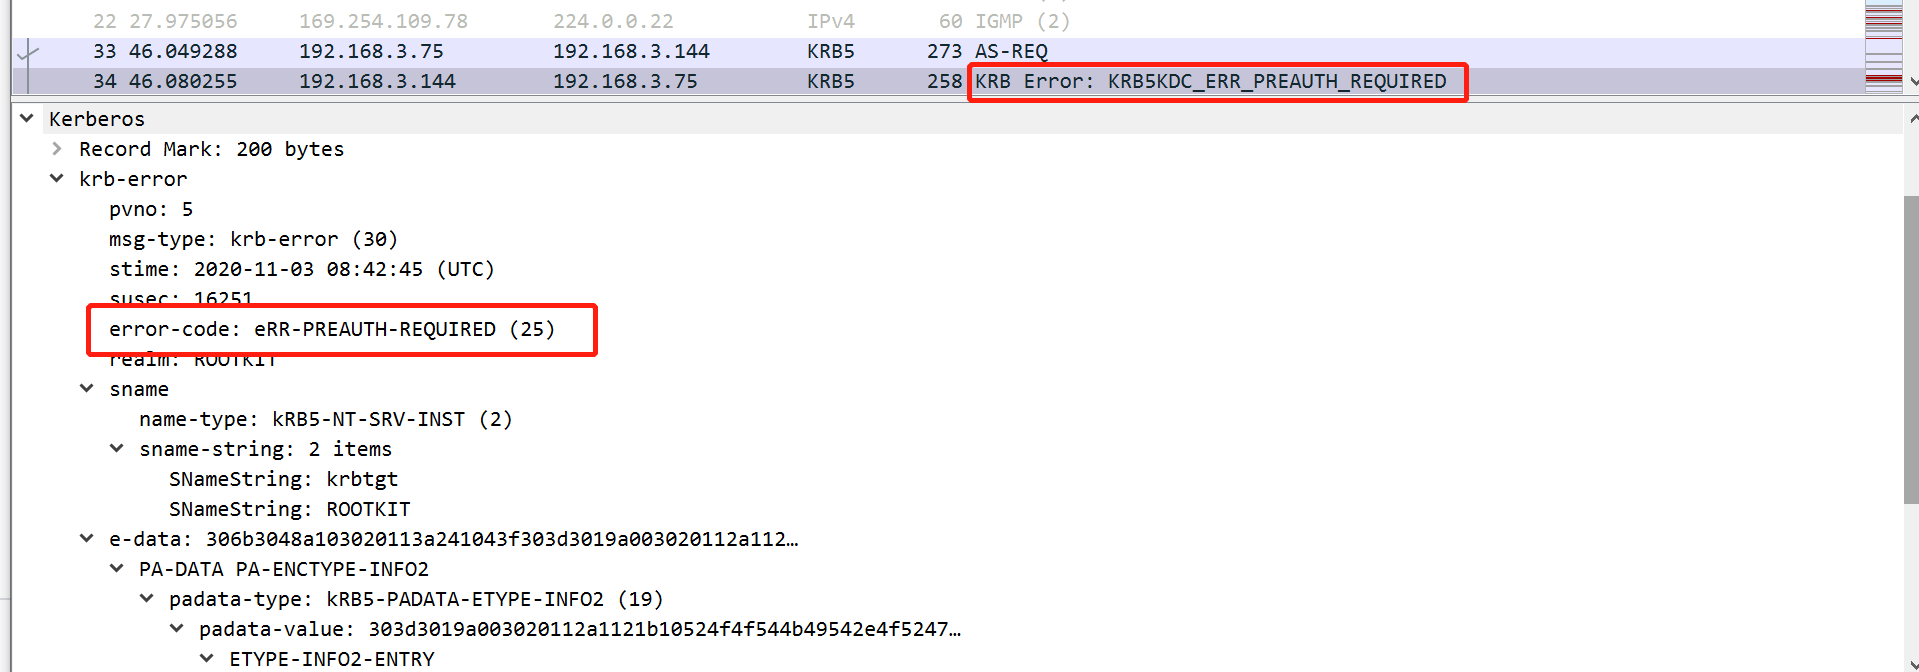 22 27.975056 169.254.109.78 224.0.0.22 IPv4 60 IGMP (2)
33 46.049288 192.168.3.75 192.168.3.144 KRB5 273 AS-REQ
34 46.080255 192.168.3.144 192.168.3.75 KRB5 258 KRB Error: KRB5KDC_ERR_PREAUTH_REQUIRED
Kerberos
Record Mark: 200 bytes
krb-error
pvno: 5
msg-type: krb-error (30)
stime: 2020-11-03 08:42:45 (UTC)
susec: 16251
error-code: eRR-PREAUTH-REQUIRED (25)
realm: ROOTKIT
sname
name-type: kRB5-NT-SRV-INST (2)
sname-string: 2 items
SNameString: krbtgt
SNameString: ROOTKIT
e-data: 306b3048a103020113a241043f303d3019a003020112a112…
PA-DATA PA-ENCTYPE-INFO2
padata-type: kRB5-PADATA-ETYPE-INFO2 (19)
padata-value: 303d3019a003020112a1121b10524f4f544b49542e4f5247…
ETYPE-INFO2-ENTRY